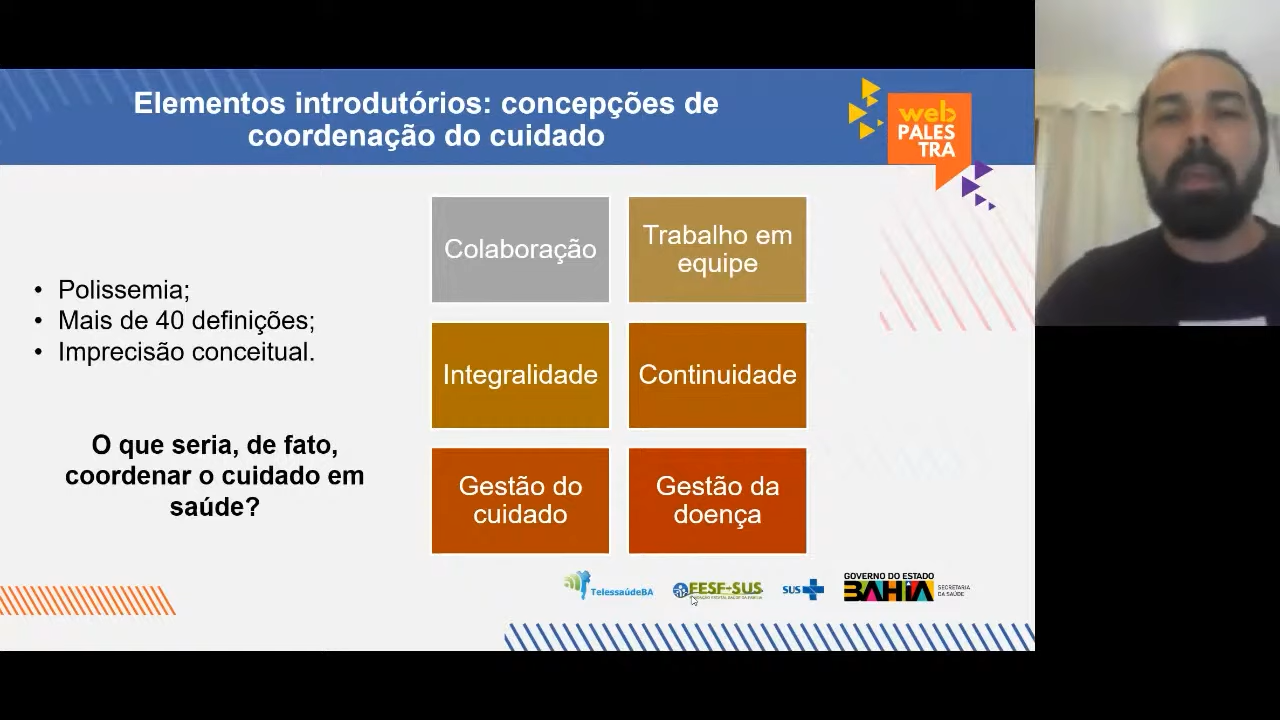 Elementos introdutórios: concepções de
coordenação do cuidado
web
PALES
TRA
Colaboração
Trabalho em
equipe
• Polissemia;
• Mais de 40 definições;
• Imprecisão conceitual.
Integralidade
Continuidade
O que seria, de fato,
coordenar o cuidado em
saúde?
Gestão do
cuidado
Gestão da
doença
TelessaúdeBA
FESF-SUS
SUS
GOVERNO DO ESTADO
BAHIA
SECRETARIA
DA SAÚDE